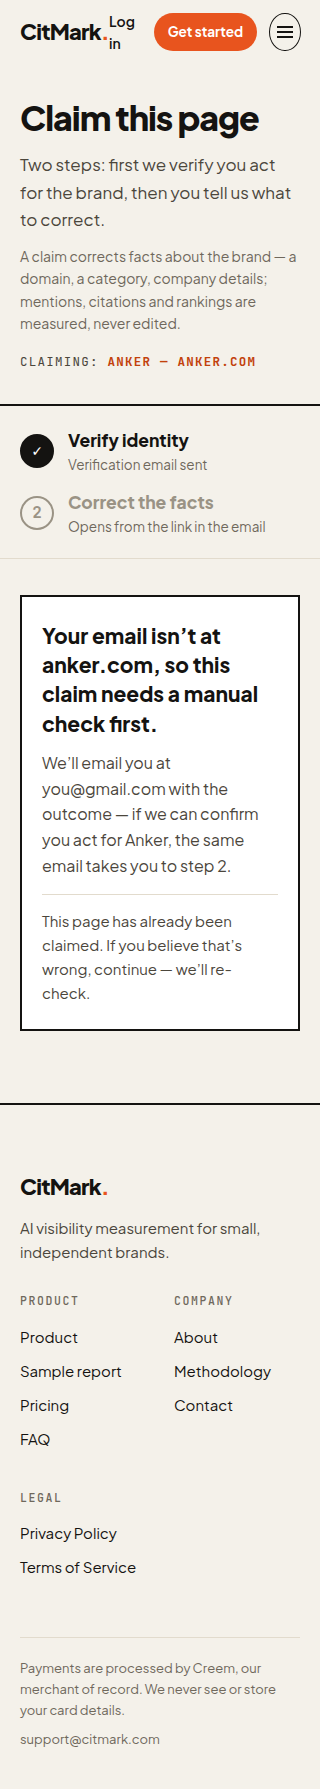 CitMark.
Log in
Get started
Claim this page
Two steps: first we verify you act
for the brand, then you tell us what
to correct.
A claim corrects facts about the brand — a
domain, a category, company details;
mentions, citations and rankings are
measured, never edited.
CLAIMING: ANKER — ANKER.COM
✓
Verify identity
Verification email sent
2
Correct the facts
Opens from the link in the email
Your email isn’t at
anker.com, so this
claim needs a manual
check first.
We’ll email you at
you@gmail.com with the
outcome — if we can confirm
you act for Anker, the same
email takes you to step 2.
This page has already been
claimed. If you believe that’s
wrong, continue — we’ll re-
check.
CitMark.
AI visibility measurement for small,
independent brands.
PRODUCT
Product
Sample report
Pricing
FAQ
COMPANY
About
Methodology
Contact
LEGAL
Privacy Policy
Terms of Service
Payments are processed by Creem, our
merchant of record. We never see or store
your card details.
support@citmark.com